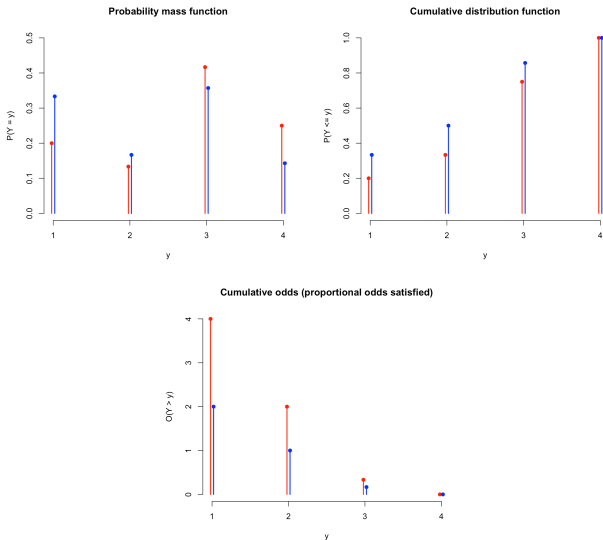 Probability mass function
P(Y = y)
0.0 0.1 0.2 0.3 0.4 0.5
1 2 3 4
y
Cumulative distribution function
P(Y <= y)
0.0 0.2 0.4 0.6 0.8 1.0
1 2 3 4
y
Cumulative odds (proportional odds satisfied)
O(Y > y)
0 1 2 3 4
1 2 3 4
y